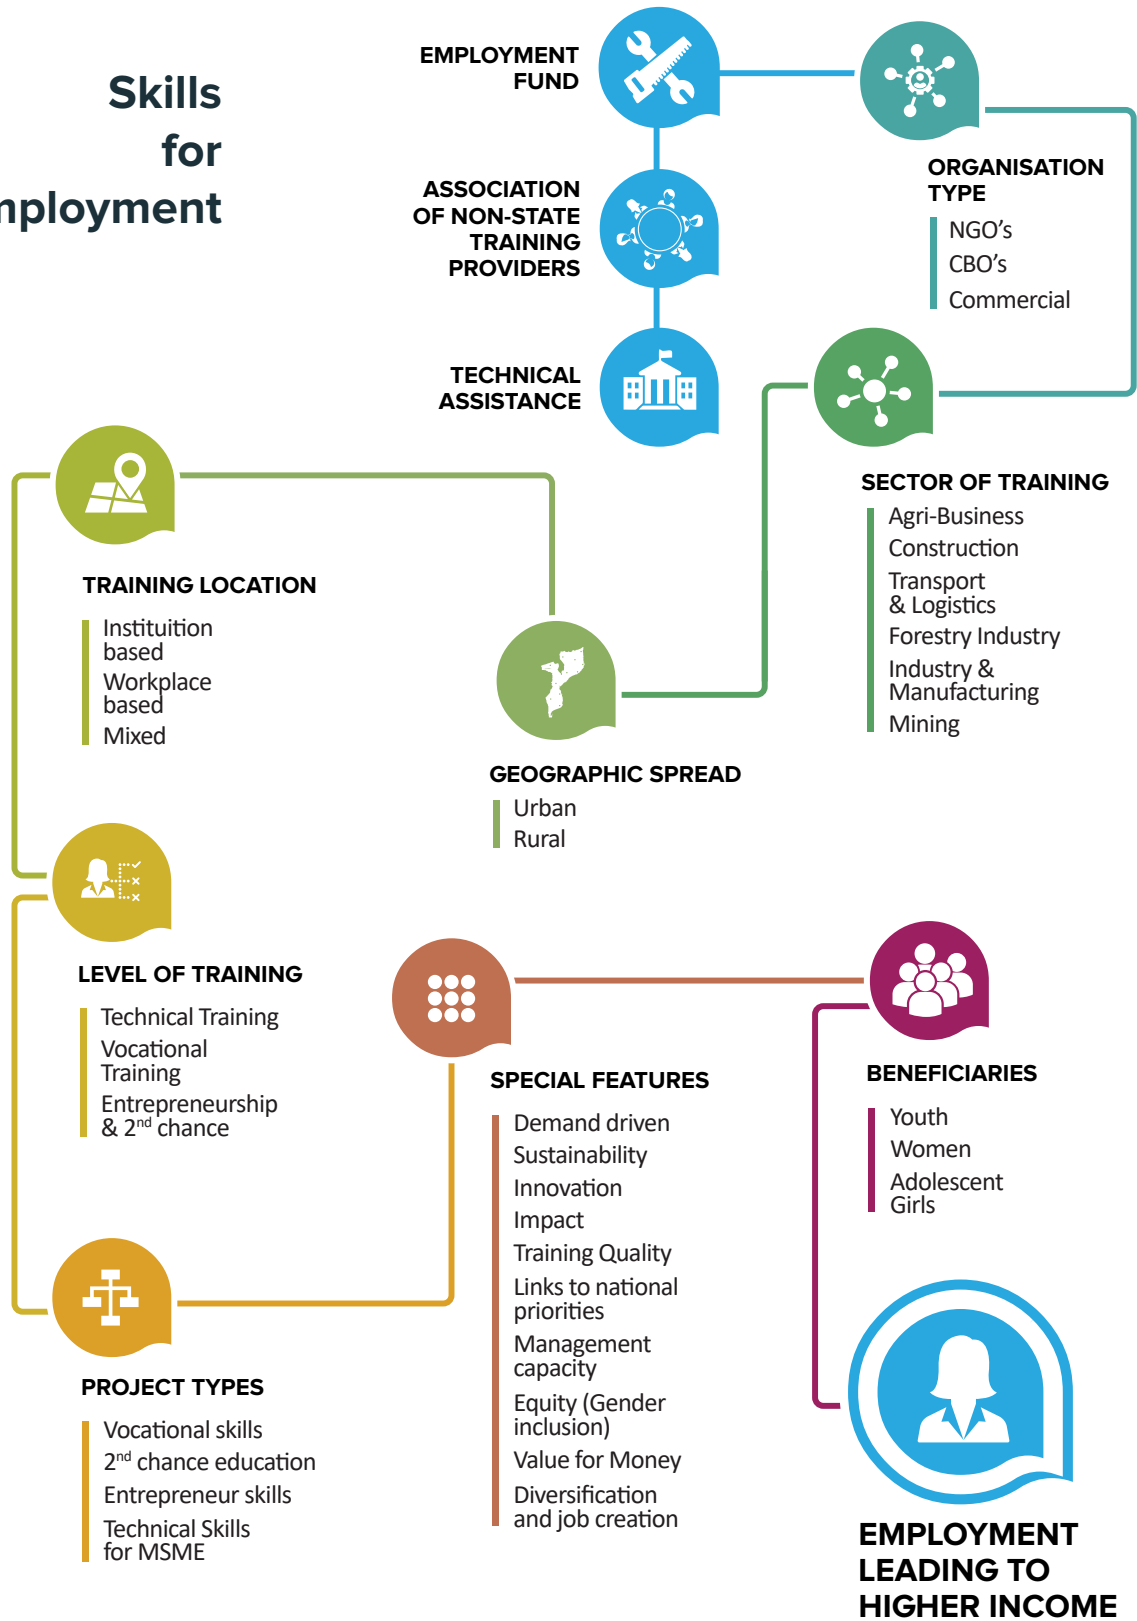 Skills
for
mployment
EMPLOYMENT
FUND
ASSOCIATION
OF NON-STATE
TRAINING
PROVIDERS
TECHNICAL
ASSISTANCE
ORGANISATION
TYPE
NGO's
CBO's
Commercial
SECTOR OF TRAINING
Agri-Business
Construction
Transport
& Logistics
Forestry Industry
Industry &
Manufacturing
Mining
GEOGRAPHIC SPREAD
Urban
Rural
TRAINING LOCATION
Instituition
based
Workplace
based
Mixed
LEVEL OF TRAINING
Technical Training
Vocational
Training
Entrepreneurship
& 2nd chance
PROJECT TYPES
Vocational skills
2nd chance education
Entrepreneur skills
Technical Skills
for MSME
SPECIAL FEATURES
Demand driven
Sustainability
Innovation
Impact
Training Quality
Links to national
priorities
Management
capacity
Equity (Gender
inclusion)
Value for Money
Diversification
and job creation
BENEFICIARIES
Youth
Women
Adolescent
Girls
EMPLOYMENT
LEADING TO
HIGHER INCOME